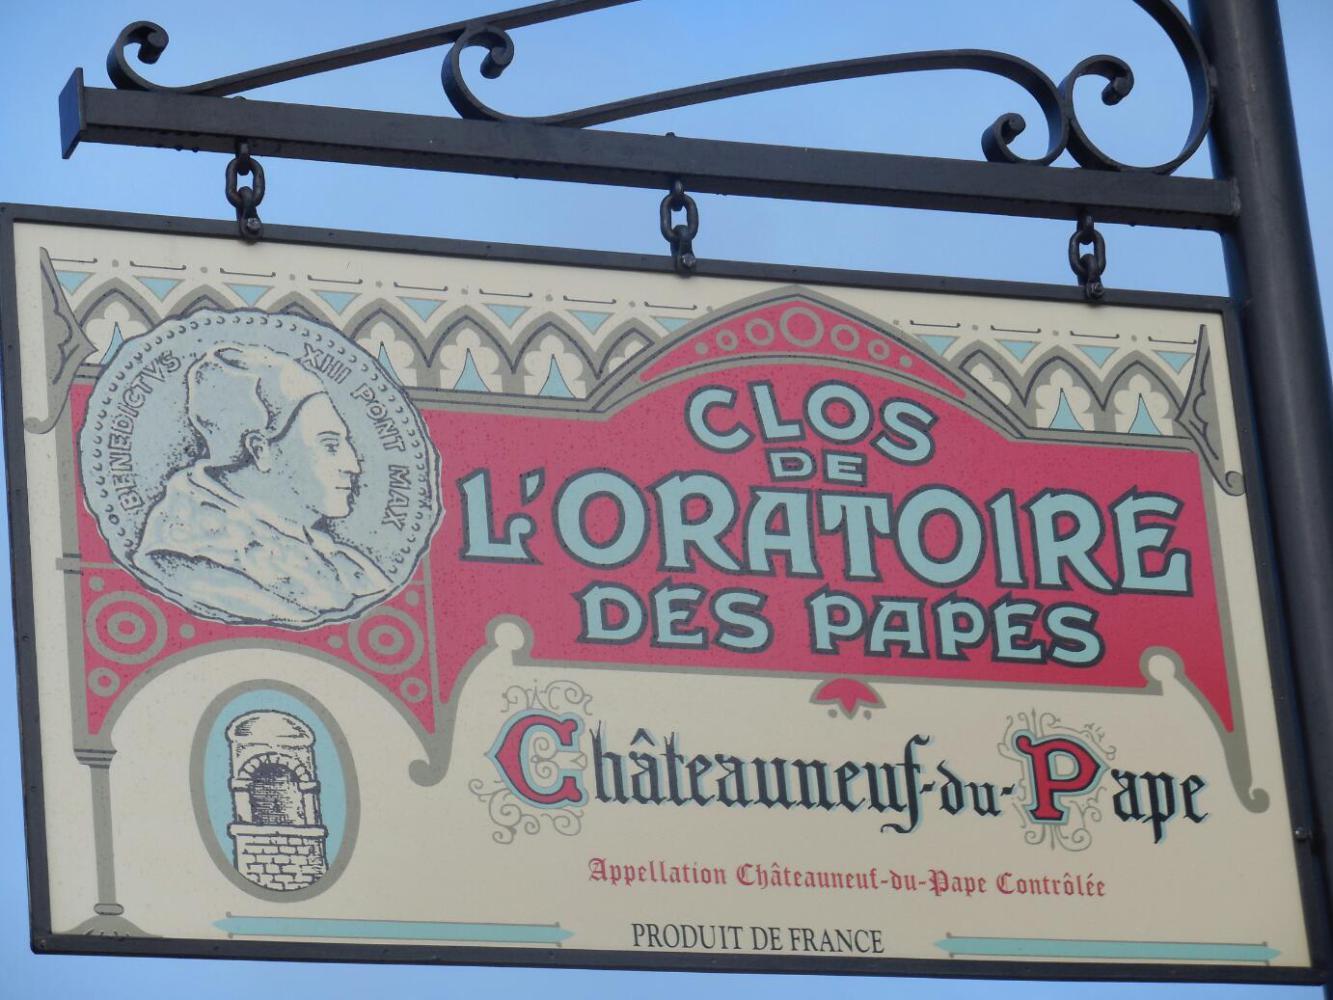 BENEDICTVS
XIII PONT MAX
CLOS
DE
L'ORATOIRE
DES PAPES
Châteauneuf-du-Pape
Appellation Châteauneuf-du-Pape Contrôlée
PRODUIT DE FRANCE